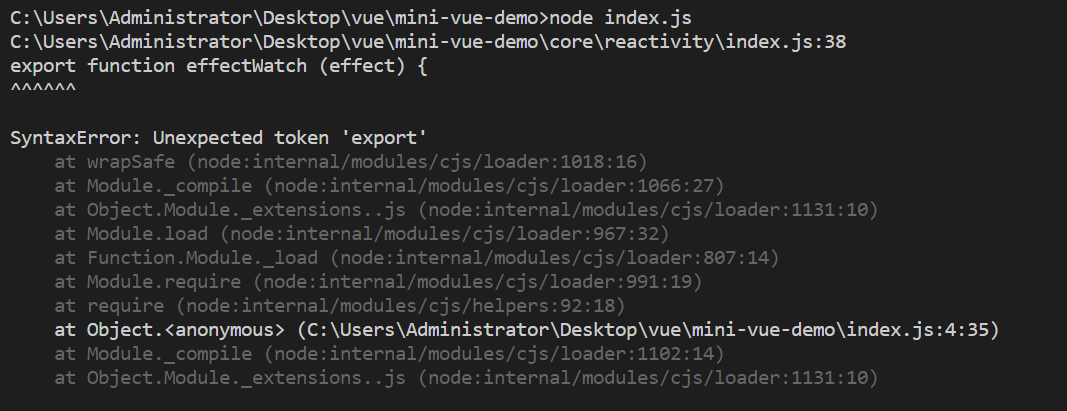 C:\Users\Administrator\Desktop\vue\mini-vue-demo>node index.js
C:\Users\Administrator\Desktop\vue\mini-vue-demo\core\reactivity\index.js:38
export function effectWatch (effect) {
^^^^^^
SyntaxError: Unexpected token 'export'
at wrapSafe (node:internal/modules/cjs/loader:1018:16)
at Module._compile (node:internal/modules/cjs/loader:1066:27)
at Object.Module._extensions..js (node:internal/modules/cjs/loader:1131:10)
at Module.load (node:internal/modules/cjs/loader:967:32)
at Function.Module._load (node:internal/modules/cjs/loader:807:14)
at Module.require (node:internal/modules/cjs/loader:991:19)
at require (node:internal/modules/cjs/helpers:92:18)
at Object.<anonymous> (C:\Users\Administrator\Desktop\vue\mini-vue-demo\index.js:4:35)
at Module._compile (node:internal/modules/cjs/loader:1102:14)
at Object.Module._extensions..js (node:internal/modules/cjs/loader:1131:10)